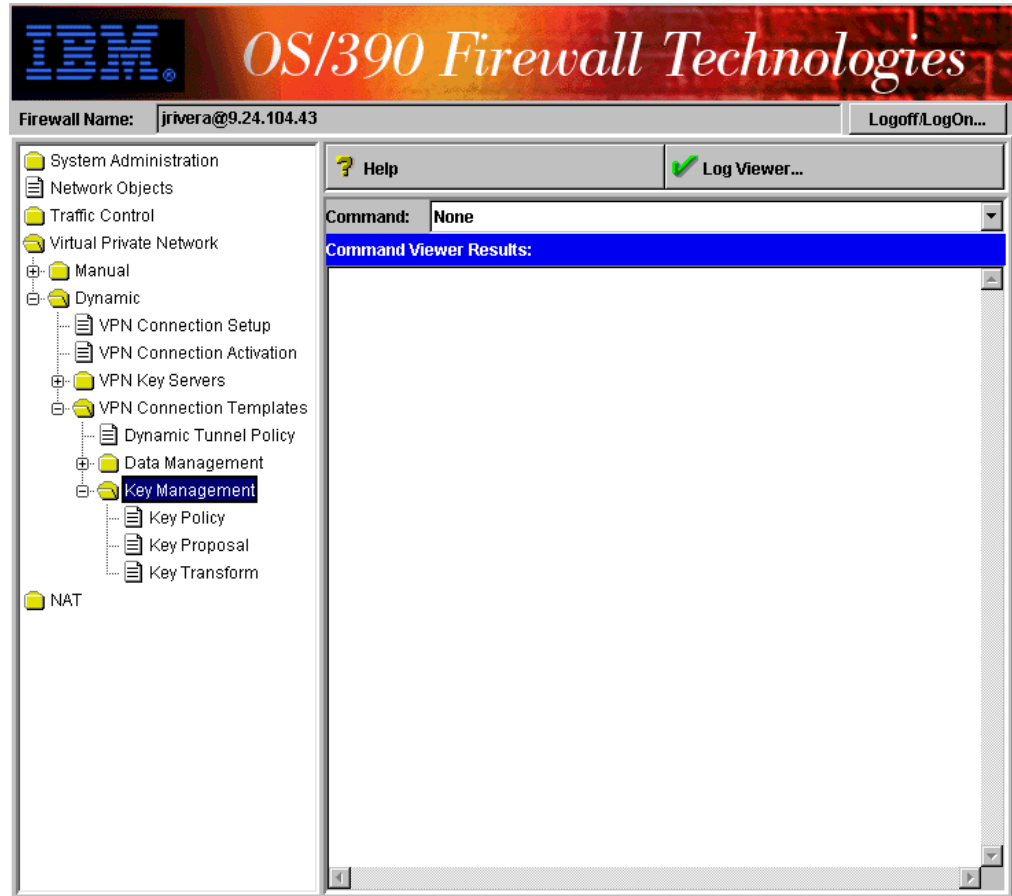 IBM®
OS/390 Firewall Technologies
Firewall Name: jrivera@9.24.104.43 Logoff/LogOn...
System Administration
Network Objects
Traffic Control
Virtual Private Network
Manual
Dynamic
VPN Connection Setup
VPN Connection Activation
VPN Key Servers
VPN Connection Templates
Dynamic Tunnel Policy
Data Management
Key Management
Key Policy
Key Proposal
Key Transform
NAT
? Help
Log Viewer...
Command: None
Command Viewer Results: